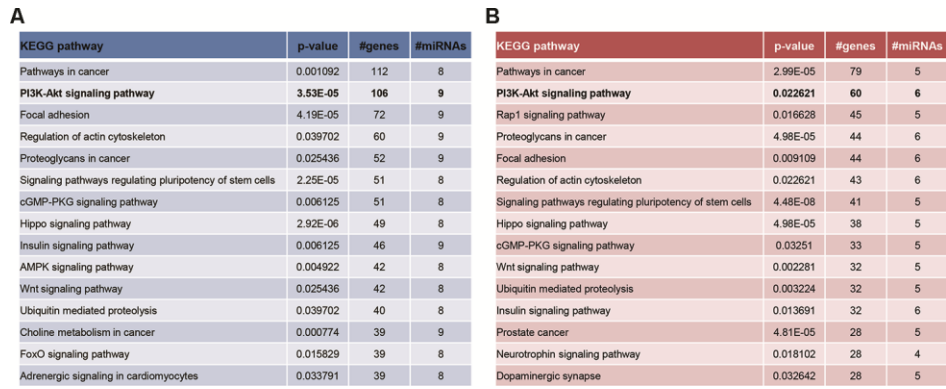 A
KEGG pathway p-value #genes #miRNAs
Pathways in cancer 0.001092 112 8
PI3K-Akt signaling pathway 3.53E-05 106 9
Focal adhesion 4.19E-05 72 9
Regulation of actin cytoskeleton 0.039702 60 9
Proteoglycans in cancer 0.025436 52 9
Signaling pathways regulating pluripotency of stem cells 2.25E-05 51 8
cGMP-PKG signaling pathway 0.006125 51 8
Hippo signaling pathway 2.92E-06 49 8
Insulin signaling pathway 0.006125 46 9
AMPK signaling pathway 0.004922 42 8
Wnt signaling pathway 0.025436 42 8
Ubiquitin mediated proteolysis 0.039702 40 8
Choline metabolism in cancer 0.000774 39 9
FoxO signaling pathway 0.015829 39 8
Adrenergic signaling in cardiomyocytes 0.033791 39 8
B
KEGG pathway p-value #genes #miRNAs
Pathways in cancer 2.99E-05 79 5
PI3K-Akt signaling pathway 0.022621 60 6
Rap1 signaling pathway 0.016628 45 5
Proteoglycans in cancer 4.98E-05 44 6
Focal adhesion 0.009109 44 6
Regulation of actin cytoskeleton 0.022621 43 6
Signaling pathways regulating pluripotency of stem cells 4.48E-08 41 5
Hippo signaling pathway 4.98E-05 38 5
cGMP-PKG signaling pathway 0.03251 33 5
Wnt signaling pathway 0.002281 32 5
Ubiquitin mediated proteolysis 0.003224 32 5
Insulin signaling pathway 0.013691 32 6
Prostate cancer 4.81E-05 28 5
Neurotrophin signaling pathway 0.018102 28 4
Dopaminergic synapse 0.032642 28 5